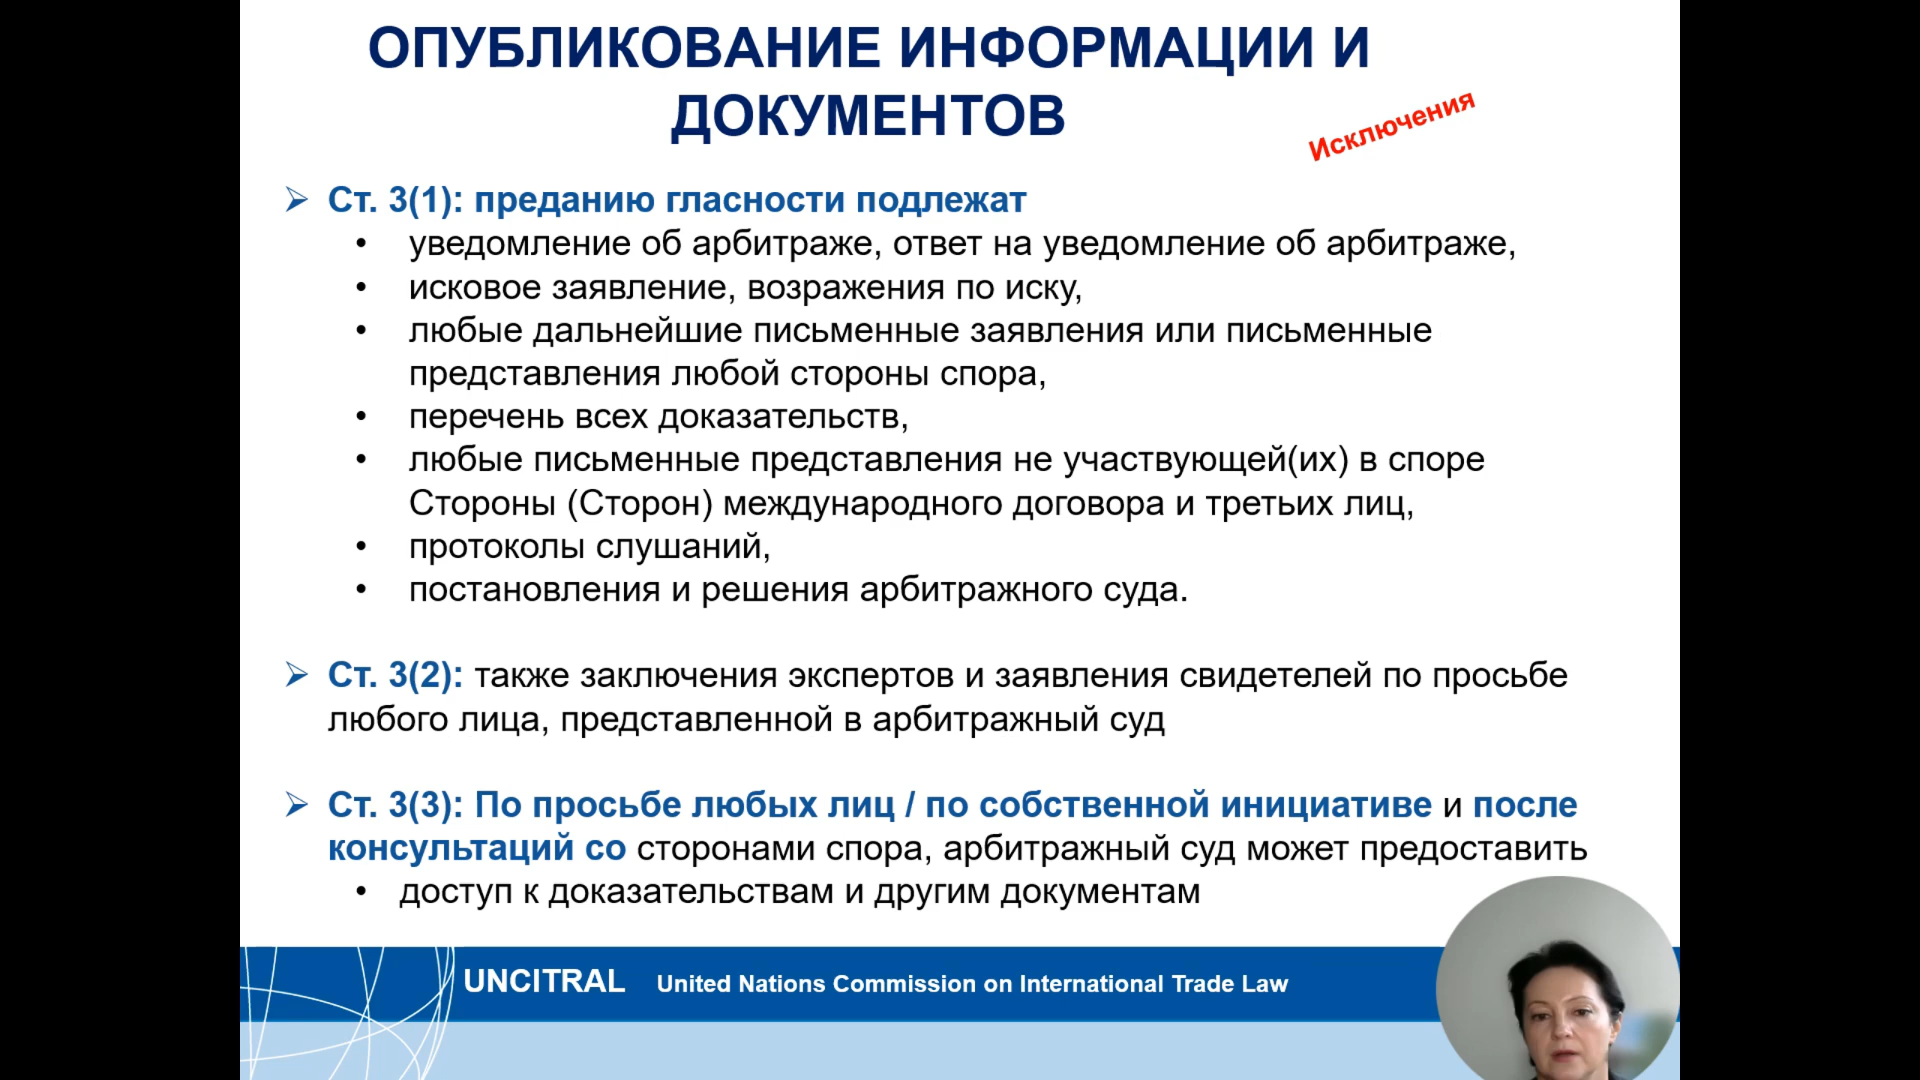 ОПУБЛИКОВАНИЕ ИНФОРМАЦИИ И
ДОКУМЕНТОВ
Исключения
➢ Ст. 3(1): преданию гласности подлежат
• уведомление об арбитраже, ответ на уведомление об арбитраже,
• исковое заявление, возражения по иску,
• любые дальнейшие письменные заявления или письменные
представления любой стороны спора,
• перечень всех доказательств,
• любые письменные представления не участвующей(их) в споре
Стороны (Сторон) международного договора и третьих лиц,
• протоколы слушаний,
• постановления и решения арбитражного суда.
➢ Ст. 3(2): также заключения экспертов и заявления свидетелей по просьбе
любого лица, представленной в арбитражный суд
➢ Ст. 3(3): По просьбе любых лиц / по собственной инициативе и после
консультаций со сторонами спора, арбитражный суд может предоставить
• доступ к доказательствам и другим документам
UNCITRAL United Nations Commission on International Trade Law